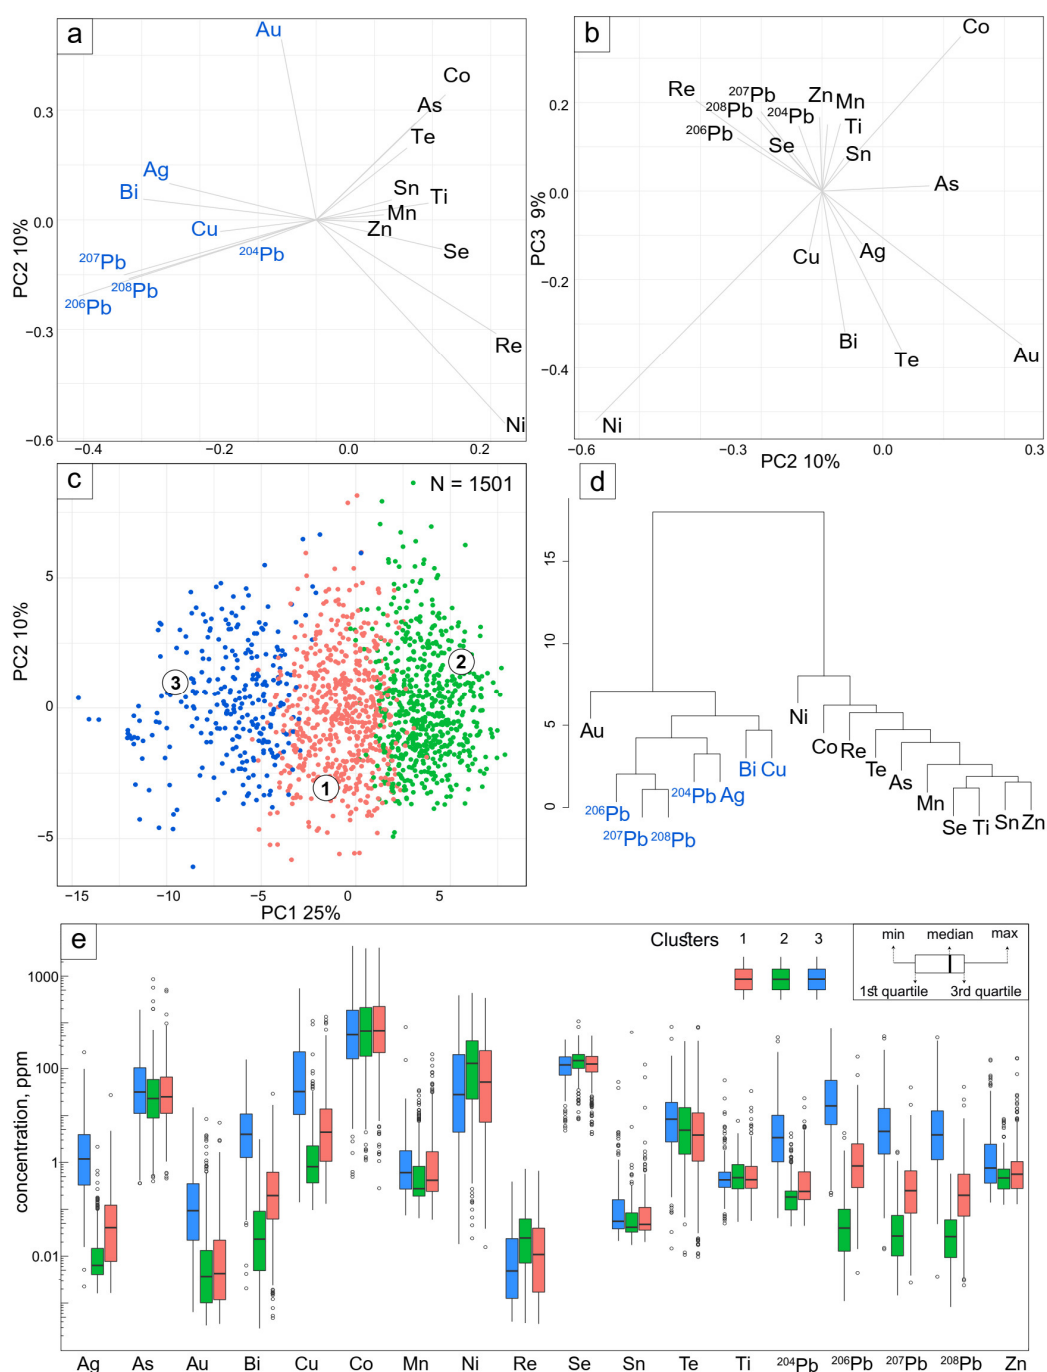 a
Au
Co
As
Te
Ag
Bi
Sn
Ti
Mn
Cu
Zn
204Pb
Se
207Pb
208Pb
206Pb
Re
Ni
0.3
0.0
−0.3
−0.6
PC2 10%
−0.4
−0.2
0.0
0.2
b
Co
Re
207Pb
Zn
Mn
208Pb
204Pb
Ti
206Pb
Se
Sn
As
Cu
Ag
Bi
Te
Au
Ni
0.2
0.0
−0.2
−0.4
PC3 9%
−0.6
−0.3
0.0
0.3
PC2 10%
c
N = 1501
3
2
1
5
0
−5
PC2 10%
−15
−10
−5
0
5
PC1 25%
d
15
10
5
0
Au
Ni
Co
Re
Te
As
Mn
Se
Ti
Sn
Zn
Bi
Cu
204Pb
Ag
206Pb
207Pb
208Pb
e
Clusters
1
2
3
min
median
max
1st quartile
3rd quartile
1000
100
1
0.01
concentration, ppm
Ag
As
Au
Bi
Cu
Co
Mn
Ni
Re
Se
Sn
Te
Ti
204Pb
206Pb
207Pb
208Pb
Zn